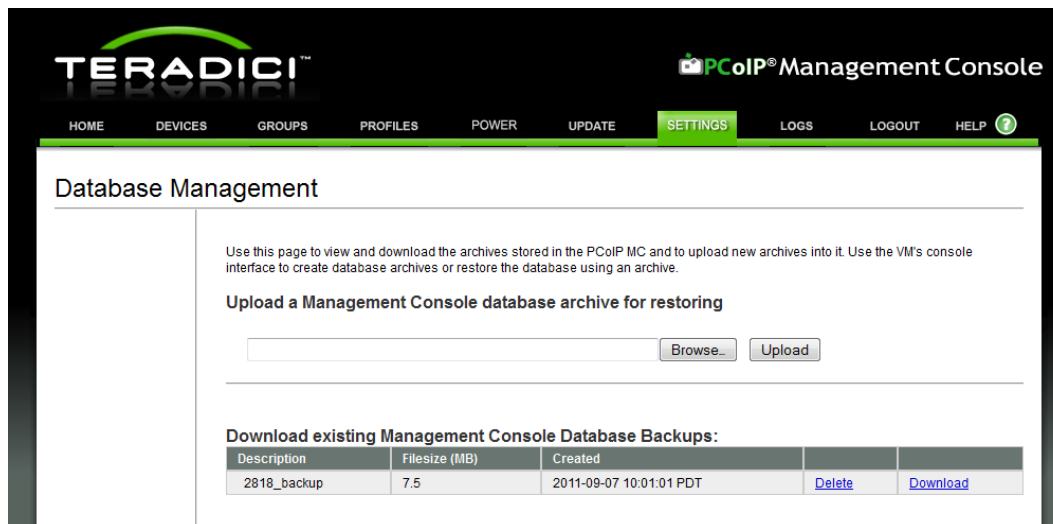 TERADICI™
PCoIP® Management Console
HOME DEVICES GROUPS PROFILES POWER UPDATE SETTINGS LOGS LOGOUT HELP ?
Database Management
Use this page to view and download the archives stored in the PCoIP MC and to upload new archives into it. Use the VM's console
interface to create database archives or restore the database using an archive.
Upload a Management Console database archive for restoring
Browse... Upload
Download existing Management Console Database Backups:
Description Filesize (MB) Created
2818_backup 7.5 2011-09-07 10:01:01 PDT Delete Download